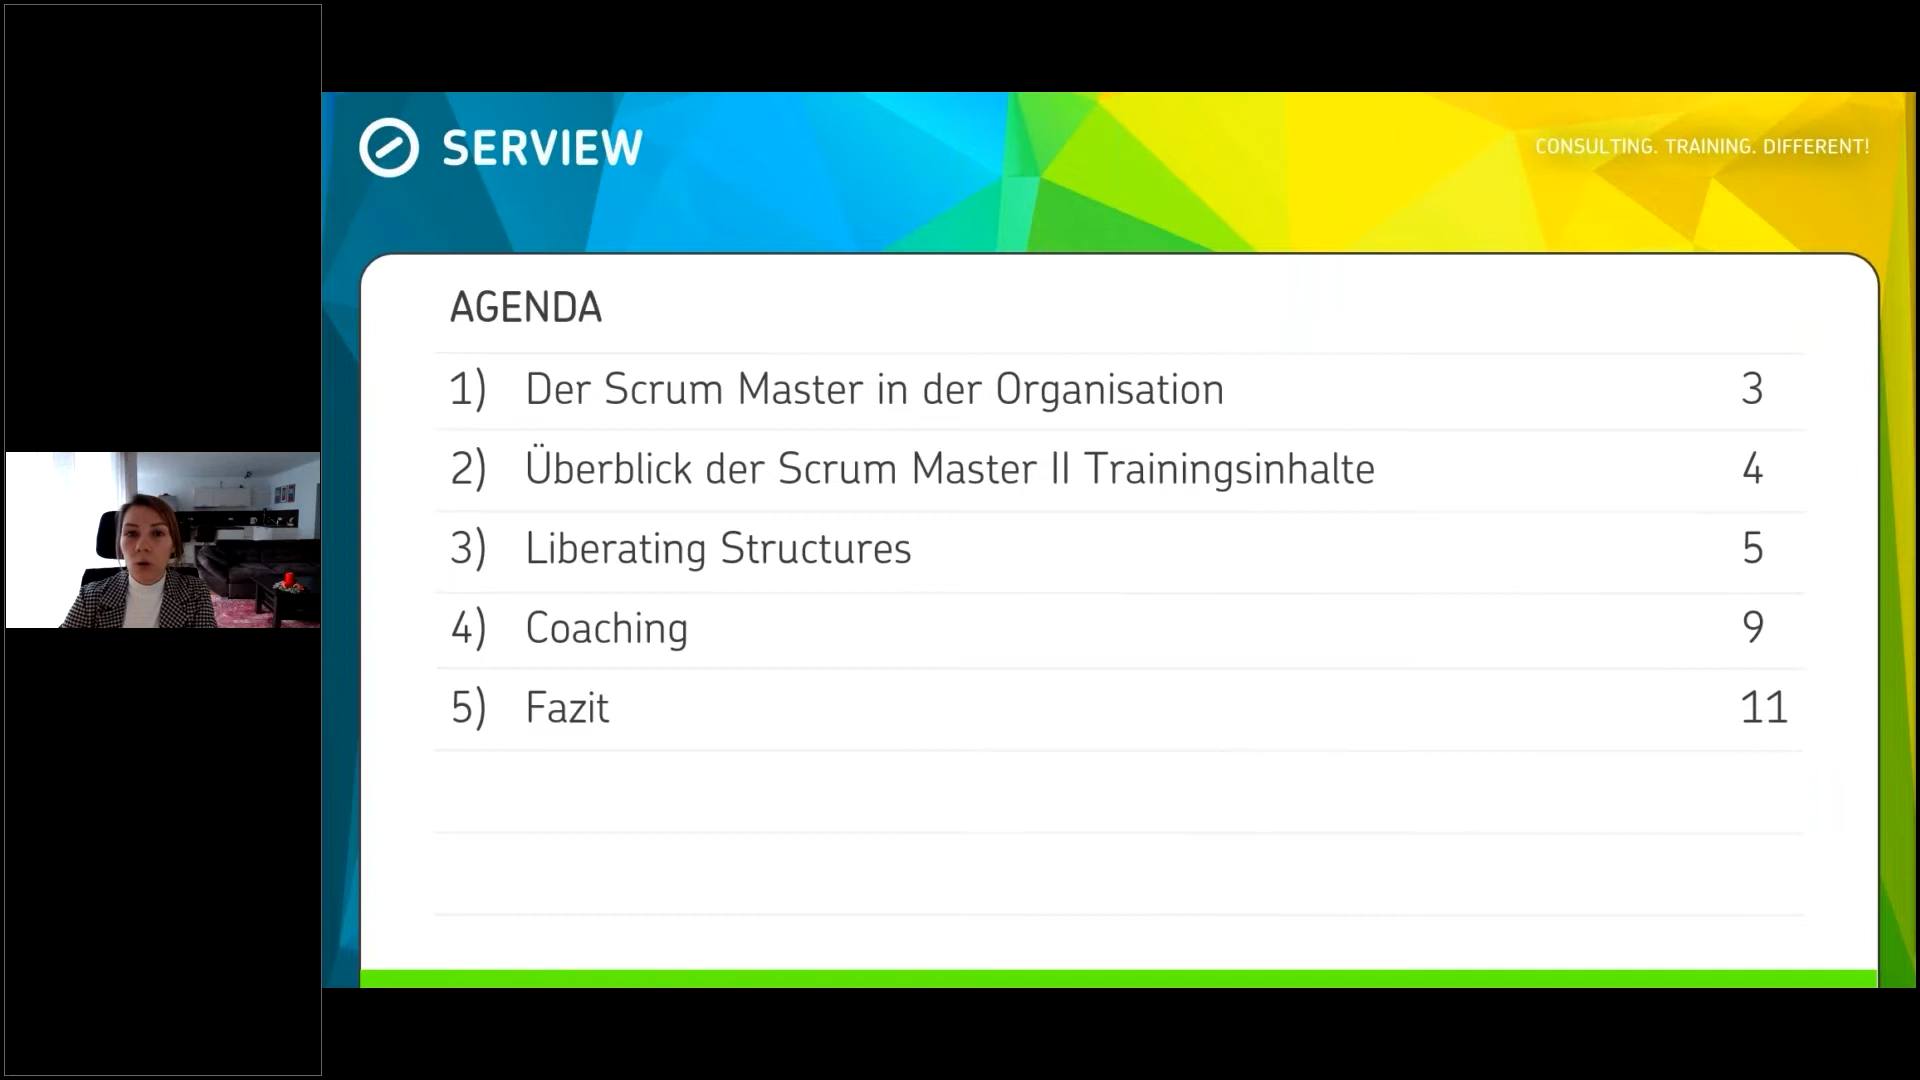 SERVIEW
CONSULTING. TRAINING. DIFFERENT!
AGENDA
1) Der Scrum Master in der Organisation 3
2) Überblick der Scrum Master II Trainingsinhalte 4
3) Liberating Structures 5
4) Coaching 9
5) Fazit 11